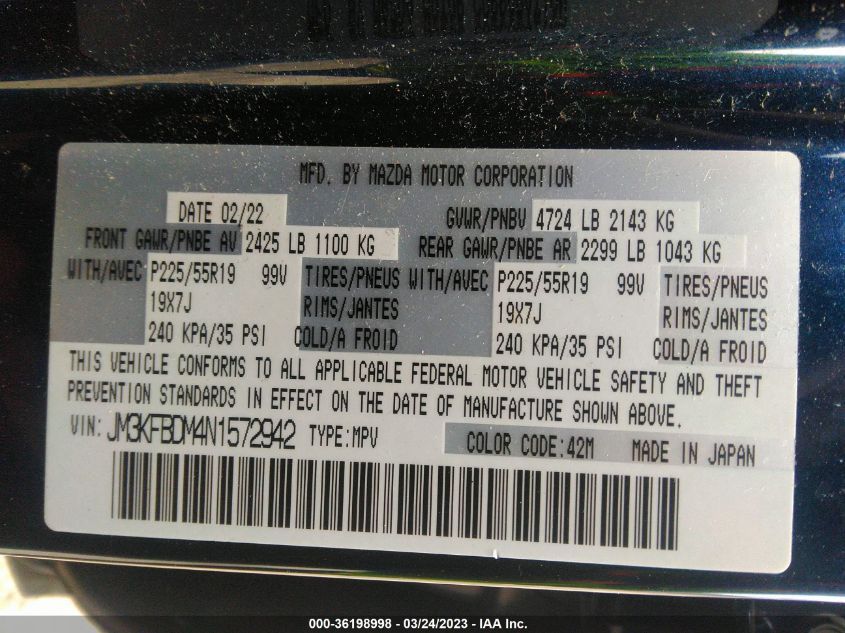 MFD. BY MAZDA MOTOR CORPORATION
DATE 02/22 GVWR/PNBV 4724 LB 2143 KG
FRONT GAWR/PNBE AV 2425 LB 1100 KG REAR GAWR/PNBE AR 2299 LB 1043 KG
WITH/AVEC P225/55R19 99V TIRES/PNEUS WITH/AVEC P225/55R19 99V TIRES/PNEUS
19X7J RIMS/JANTES 19X7J RIMS/JANTES
240 KPA/35 PSI COLD/A FROID 240 KPA/35 PSI COLD/A FROID
THIS VEHICLE CONFORMS TO ALL APPLICABLE FEDERAL MOTOR VEHICLE SAFETY AND THEFT
PREVENTION STANDARDS IN EFFECT ON THE DATE OF MANUFACTURE SHOWN ABOVE.
VIN: JM3KFBDM4N1572942 TYPE:MPV COLOR CODE:42M MADE IN JAPAN
000-36198998 - 03/24/2023 - IAA Inc.